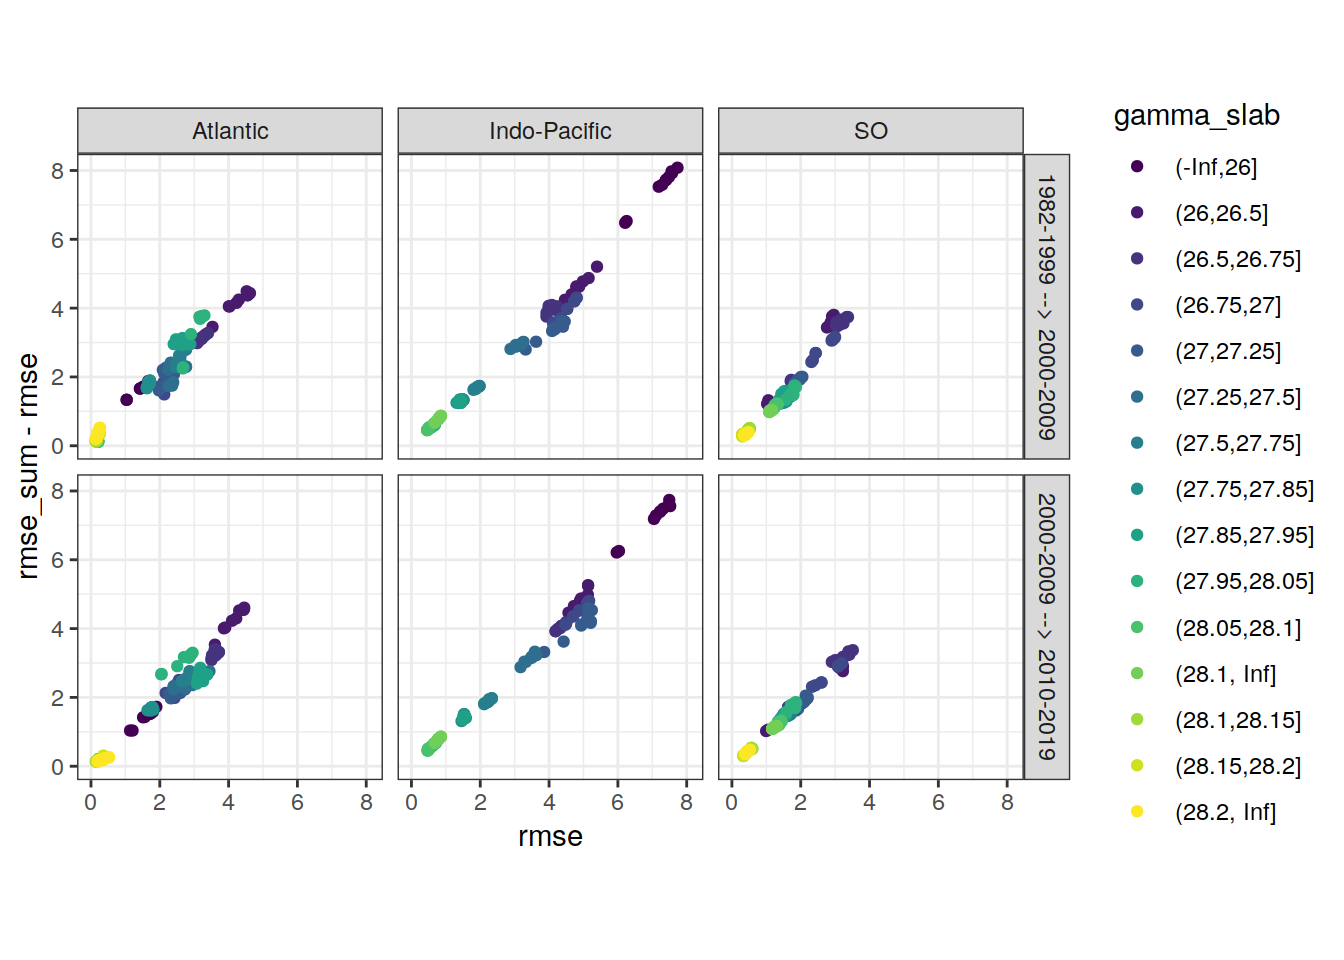 Atlantic
Indo-Pacific
SO
8
6
4
2
0
1982-1999 --> 2000-2009
8
6
4
2
0
2000-2009 --> 2010-2019
0 2 4 6 8
0 2 4 6 8
0 2 4 6 8
rmse
rmse_sum - rmse
gamma_slab
(-Inf,26]
(26,26.5]
(26.5,26.75]
(26.75,27]
(27,27.25]
(27.25,27.5]
(27.5,27.75]
(27.75,27.85]
(27.85,27.95]
(27.95,28.05]
(28.05,28.1]
(28.1, Inf]
(28.1,28.15]
(28.15,28.2]
(28.2, Inf]